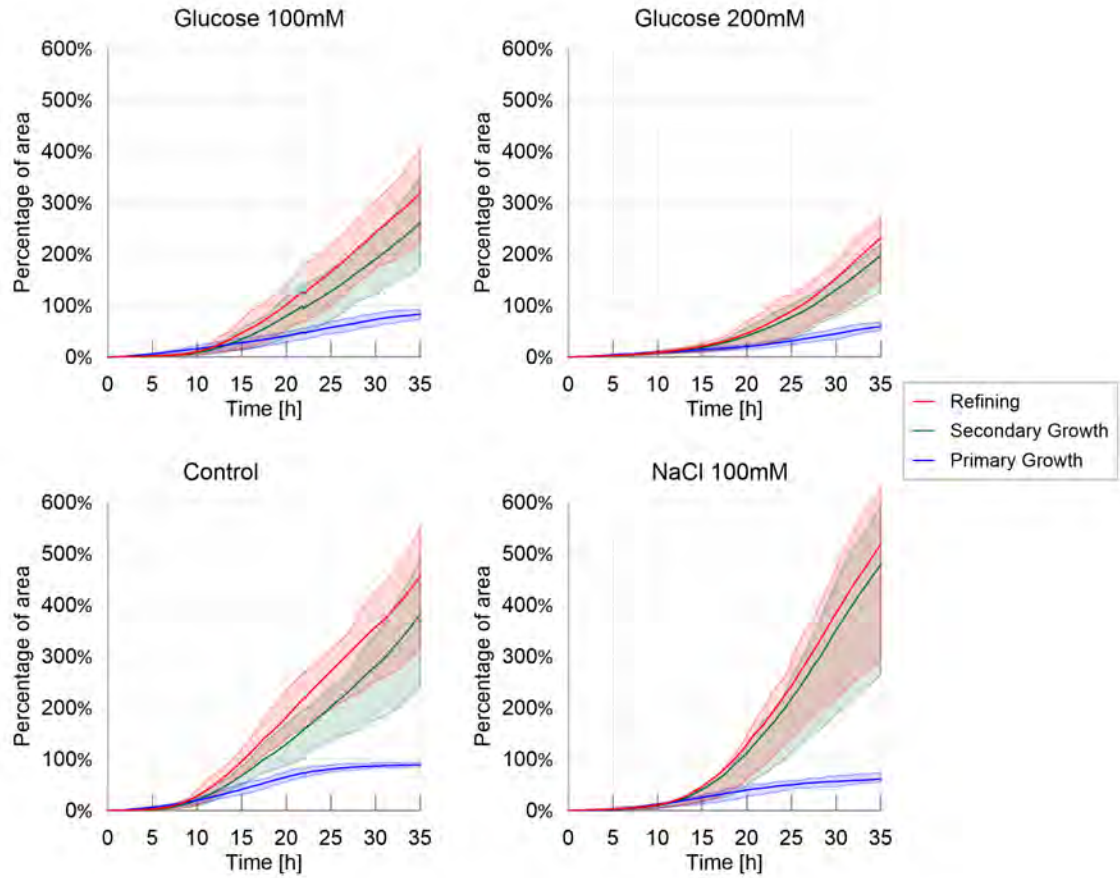 Glucose 100mM
600%
500%
400%
300%
200%
100%
0%
Percentage of area
0 5 10 15 20 25 30 35
Time [h]
Glucose 200mM
600%
500%
400%
300%
200%
100%
0%
Percentage of area
0 5 10 15 20 25 30 35
Time [h]
Refining
Secondary Growth
Primary Growth
Control
600%
500%
400%
300%
200%
100%
0%
Percentage of area
0 5 10 15 20 25 30 35
Time [h]
NaCl 100mM
600%
500%
400%
300%
200%
100%
0%
Percentage of area
0 5 10 15 20 25 30 35
Time [h]